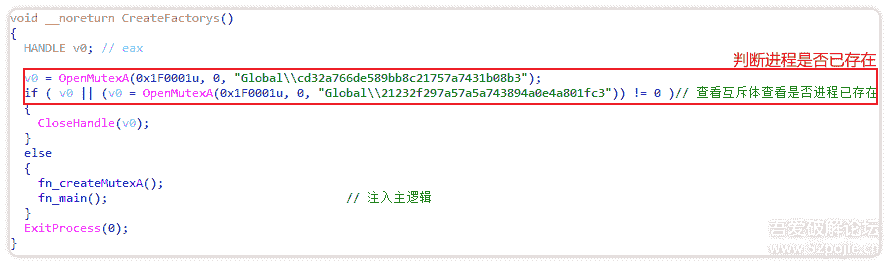 void __noreturn CreateFactorys()
{
HANDLE v0; // eax
判断进程是否已存在
v0 = OpenMutexA(0x1F0001u, 0, "Global\\cd32a766de589bb8c21757a7431b08b3");
if ( v0 || (v0 = OpenMutexA(0x1F0001u, 0, "Global\\21232f297a57a5a743894a0e4a801fc3")) != 0 )// 查看互斥体查看是否进程已存在
{
CloseHandle(v0);
}
else
{
fn_createMutexA();
fn_main(); // 注入主逻辑
}
ExitProcess(0);
}
吾爱破解论坛
www.52pojie.cn